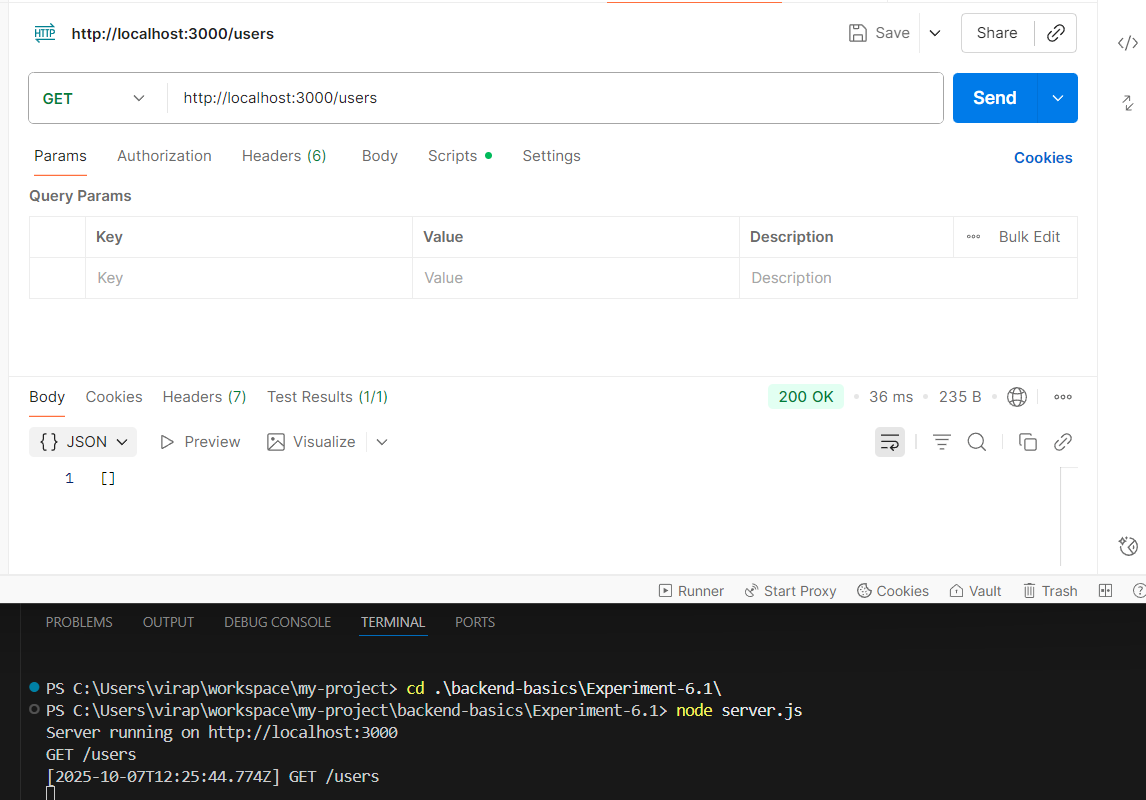 HTTP http://localhost:3000/users Save Share
GET http://localhost:3000/users Send
Params Authorization Headers (6) Body Scripts Settings Cookies
Query Params
Key Value Description Bulk Edit
Key Value Description
Body Cookies Headers (7) Test Results (1/1) 200 OK 36 ms 235 B
{} JSON Preview Visualize
1 []
Runner Start Proxy Cookies Vault Trash
PROBLEMS OUTPUT DEBUG CONSOLE TERMINAL PORTS
PS C:\Users\virap\workspace\my-project> cd .\backend-basics\Experiment-6.1\
PS C:\Users\virap\workspace\my-project\backend-basics\Experiment-6.1> node server.js
Server running on http://localhost:3000
GET /users
[2025-10-07T12:25:44.774Z] GET /users